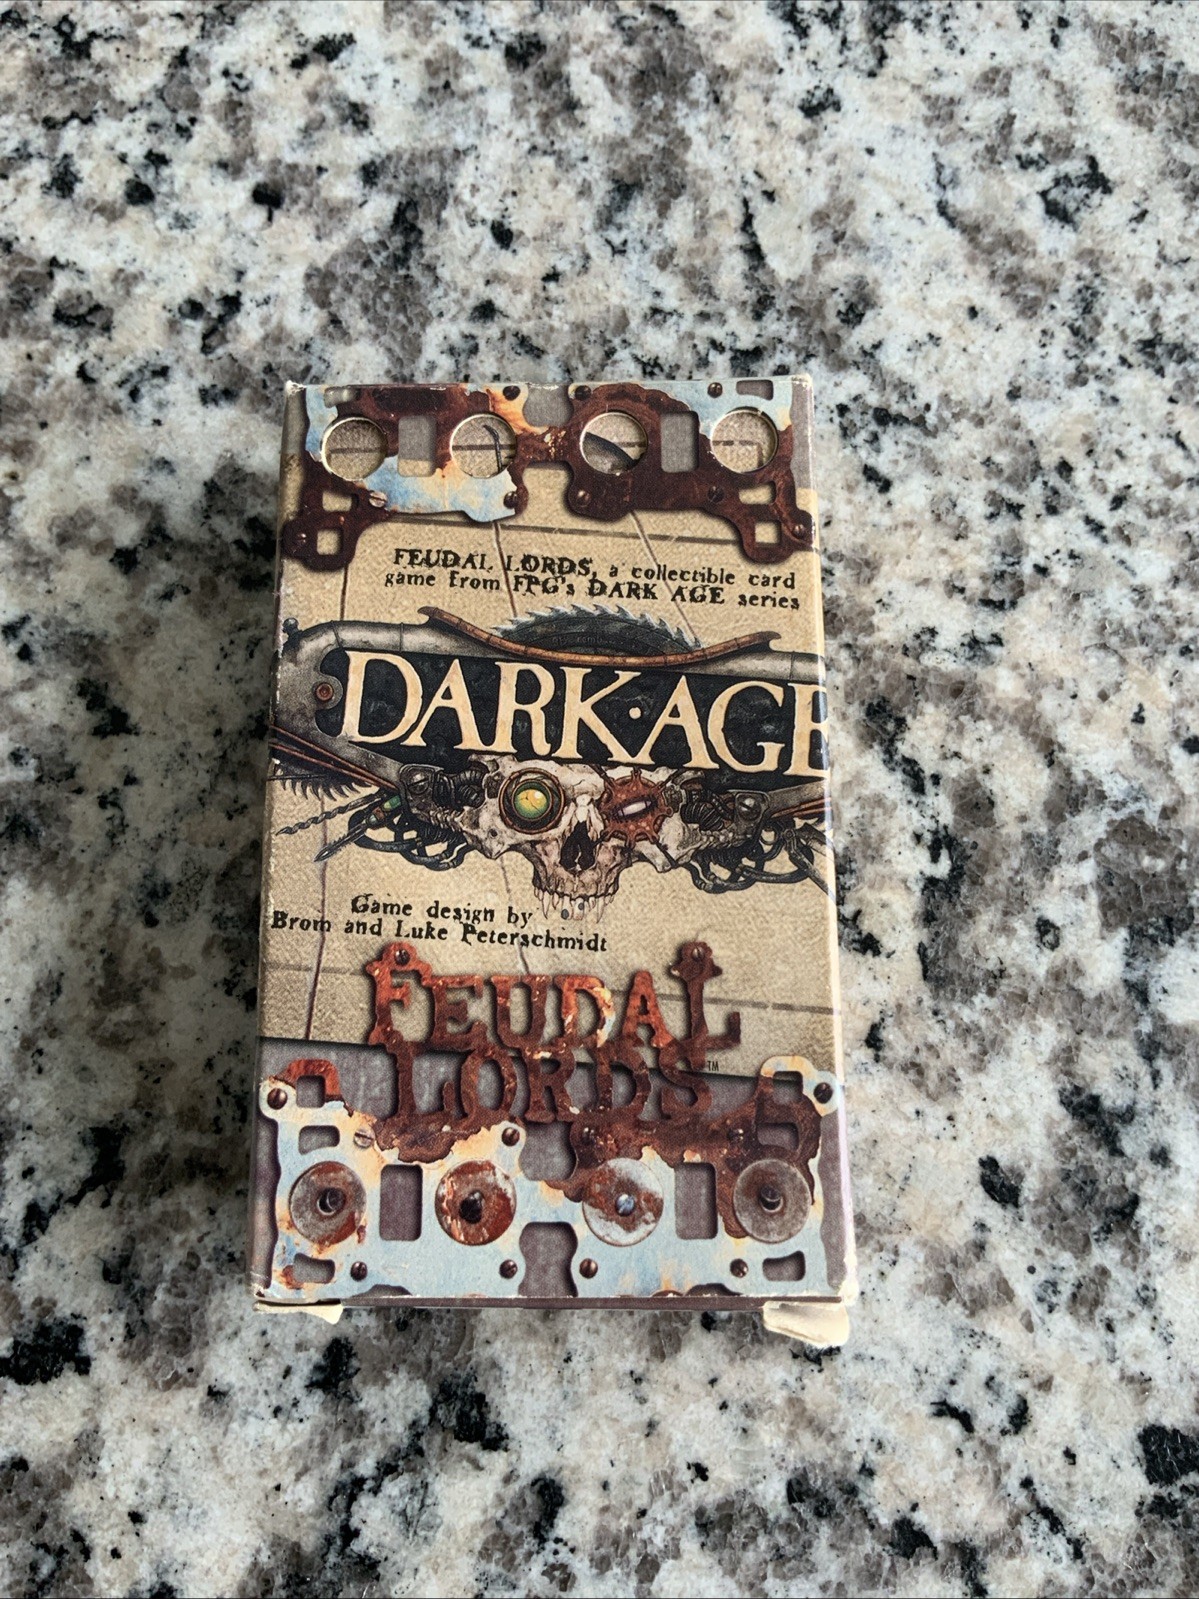 FEUDAL LORDS, a collectible card
game from FPG's DARK AGE series
DARK·AGE
Game design by
Brom and Luke Peterschmidt
FEUDAL
LORDS™